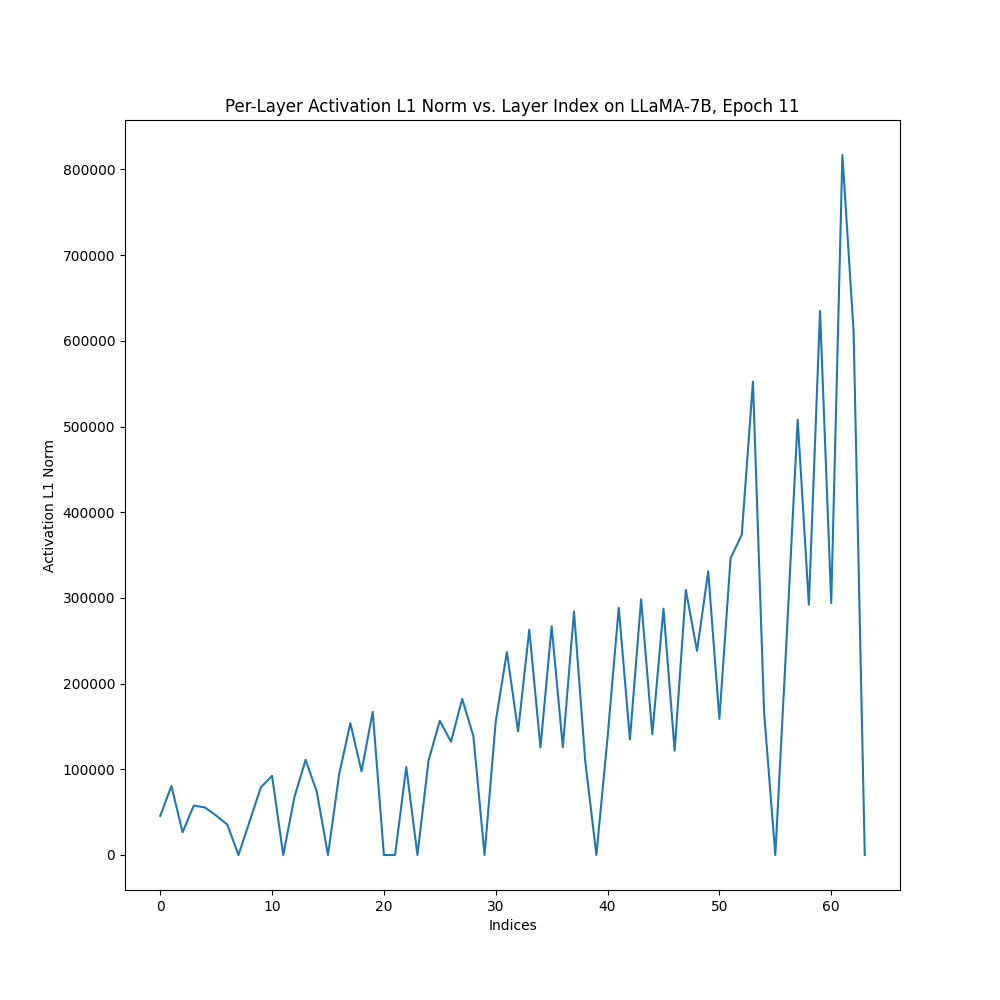 Per-Layer Activation L1 Norm vs. Layer Index on LLaMA-7B, Epoch 11
800000
700000
600000
500000
400000
300000
200000
100000
0
Activation L1 Norm
0 10 20 30 40 50 60
Indices